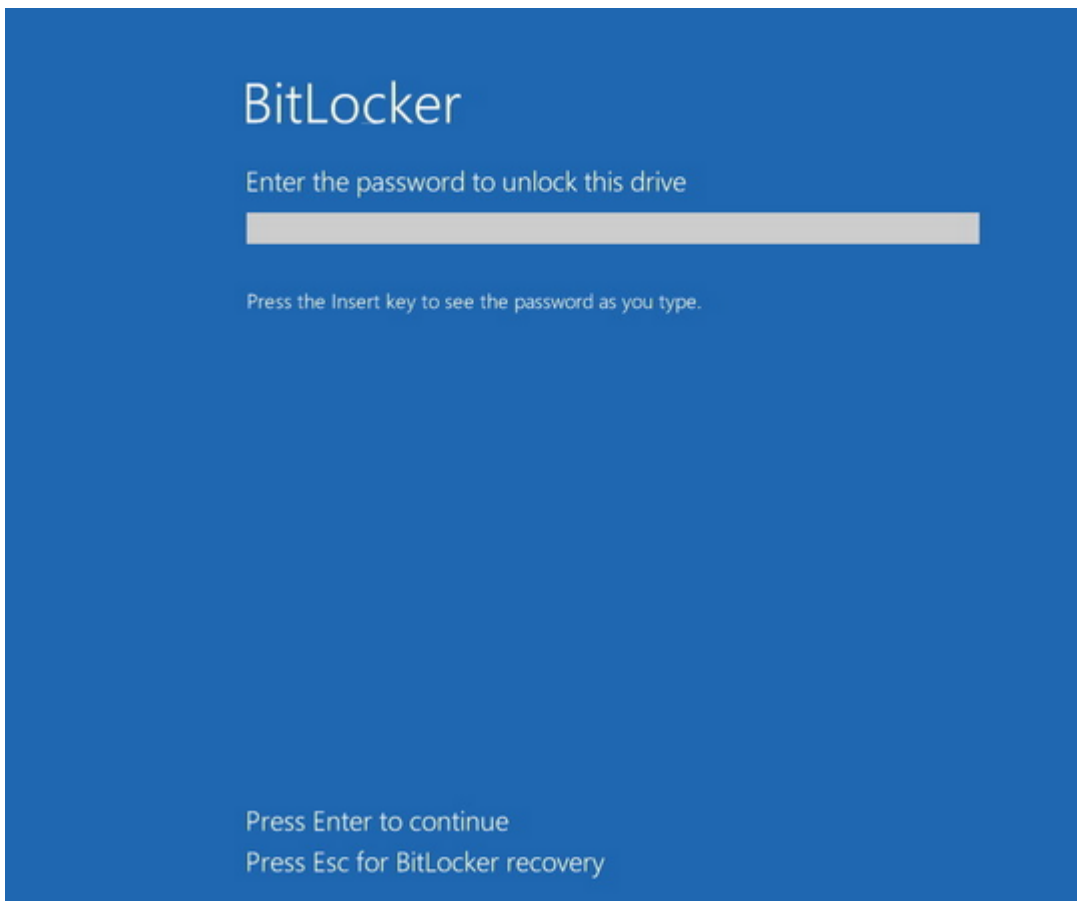 BitLocker
Enter the password to unlock this drive
Press the Insert key to see the password as you type.
Press Enter to continue
Press Esc for BitLocker recovery